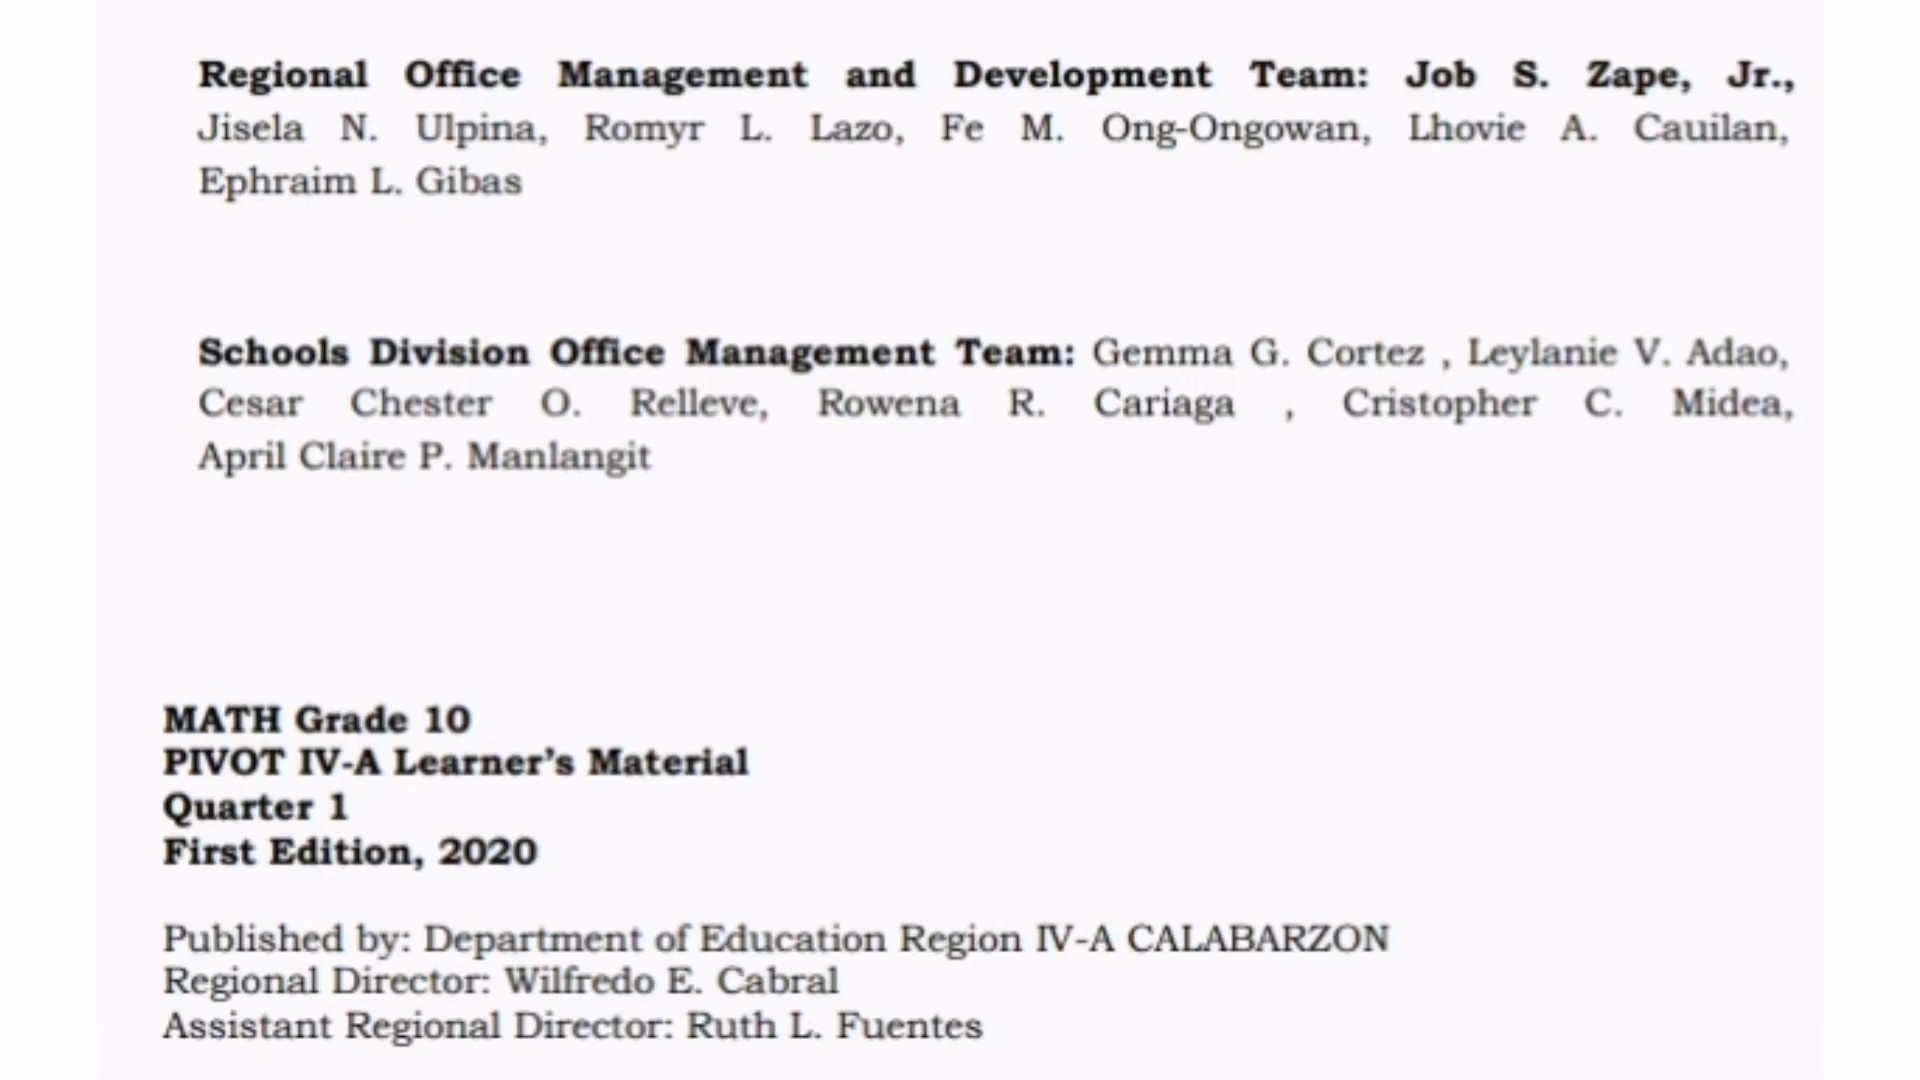 Regional Office Management and Development Team: Job S. Zape, Jr.,
Jisela N. Ulpina, Romyr L. Lazo, Fe M. Ong-Ongowan, Lhovie A. Cauilan,
Ephraim L. Gibas
Schools Division Office Management Team: Gemma G. Cortez , Leylanie V. Adao,
Cesar Chester O. Relleve, Rowena R. Cariaga , Cristopher C. Midea,
April Claire P. Manlangit
MATH Grade 10
PIVOT IV-A Learner's Material
Quarter 1
First Edition, 2020
Published by: Department of Education Region IV-A CALABARZON
Regional Director: Wilfredo E. Cabral
Assistant Regional Director: Ruth L. Fuentes